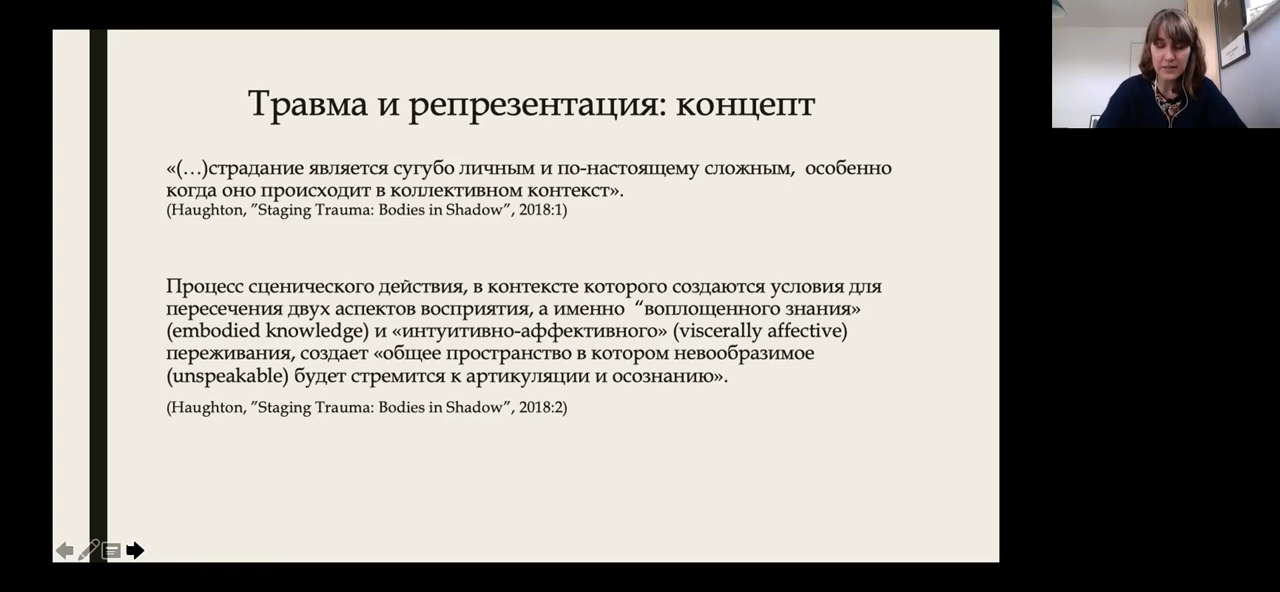 Травма и репрезентация: концепт
«(…)страдание является сугубо личным и по-настоящему сложным,  особенно
когда оно происходит в коллективном контекст».
(Haughton, ”Staging Trauma: Bodies in Shadow”, 2018:1)
Процесс сценического действия, в контексте которого создаются условия для
пересечения двух аспектов восприятия, а именно  “воплощенного знания»
(embodied knowledge) и «интуитивно-аффективного» (viscerally affective)
переживания, создает «общее пространство в котором невообразимое
(unspeakable) будет стремится к артикуляции и осознанию».
(Haughton, ”Staging Trauma: Bodies in Shadow”, 2018:2)